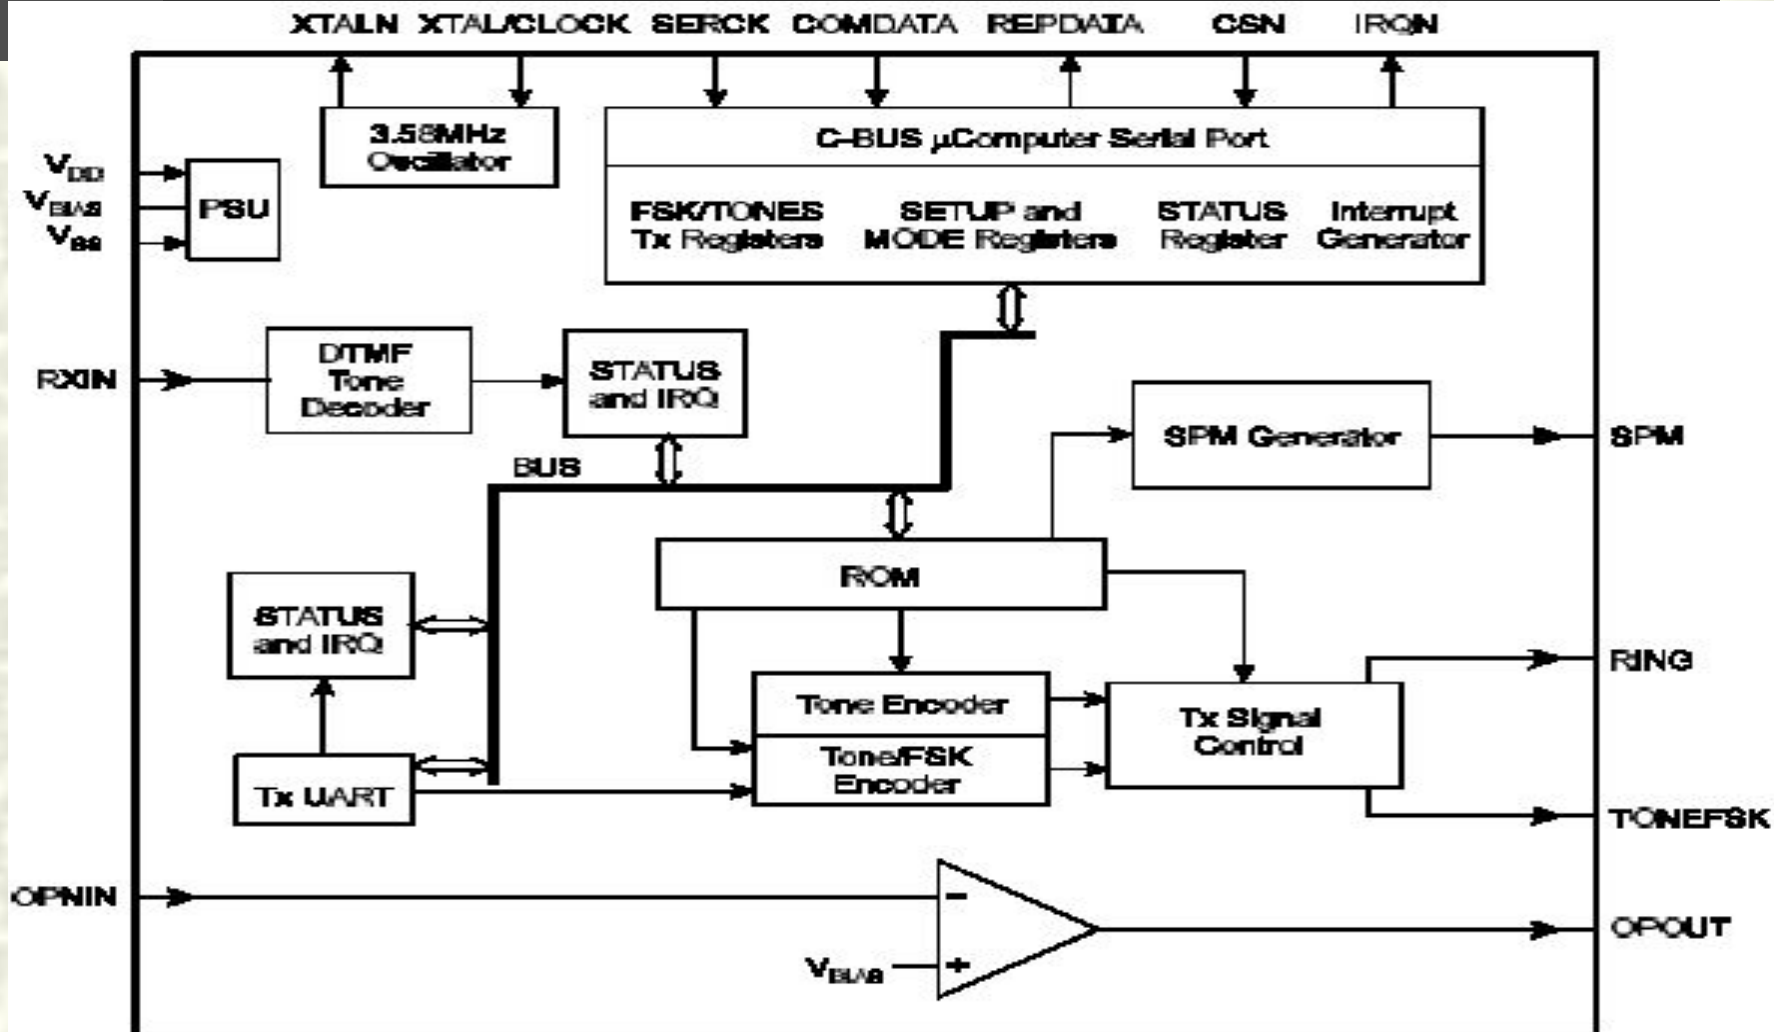 XTALN XTAL/CLOCK SERCK COMDATA REPDATA CSN IRQN
3.58MHz
Oscillator
C-BUS µComputer Serial Port
FSK/TONES
Tx Registers
SETUP and
MODE Registers
STATUS
Register
Interrupt
Generator
VDD
VBIAS
VSS
PSU
RXIN
DTMF
Tone
Decoder
STATUS
and IRQ
BUS
SPM Generator
SPM
ROM
STATUS
and IRQ
Tx UART
Tone Encoder
Tone/FSK
Encoder
Tx Signal
Control
RING
TONEFSK
OPNIN
-
+
VBIAS
OPOUT